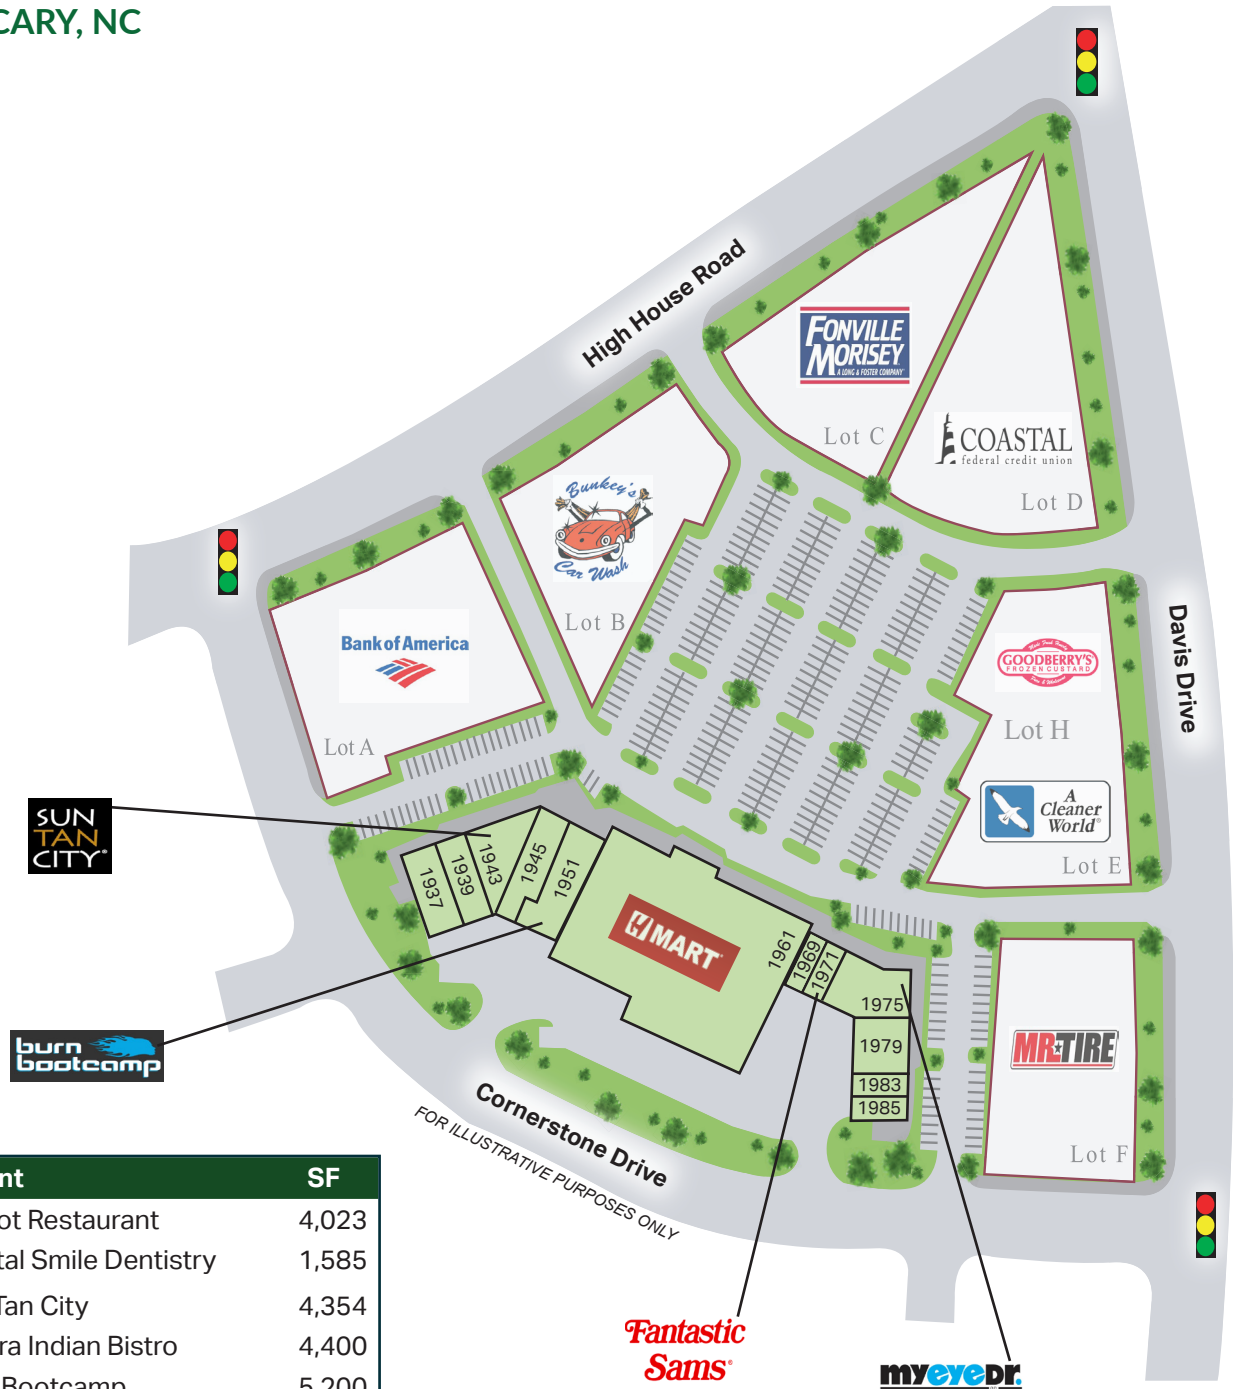 CARY, NC
High House Road
FONVILLE
MORISEY
A LONG & FOSTER COMPANY
Lot C
COASTAL
federal credit union
Lot D
Bunkey's
Car Wash
Lot B
Bank of America
Lot A
GOODBERRY'S
FROZEN CUSTARD
Lot H
Davis Drive
A
Cleaner
World
Lot E
SUN
TAN
CITY
1937
1939
1943
1945
1951
H MART
1961
1969
1971
1975
1979
1983
1985
burn
bootcamp
MR TIRE
Lot F
Cornerstone Drive
FOR ILLUSTRATIVE PURPOSES ONLY
nt SF
ot Restaurant 4,023
tal Smile Dentistry 1,585
Tan City 4,354
ra Indian Bistro 4,400
Bootcamp 5,200
Fantastic
Sams
myeyeDr.